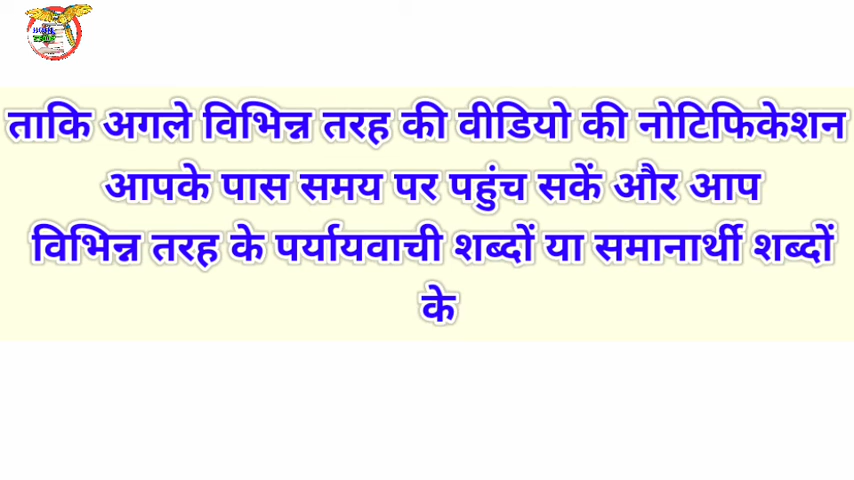 ताकि अगले विभिन्न तरह की वीडियो की नोटिफिकेशन
आपके पास समय पर पहुंच सकें और आप
विभिन्न तरह के पर्यायवाची शब्दों या समानार्थी शब्दों
के